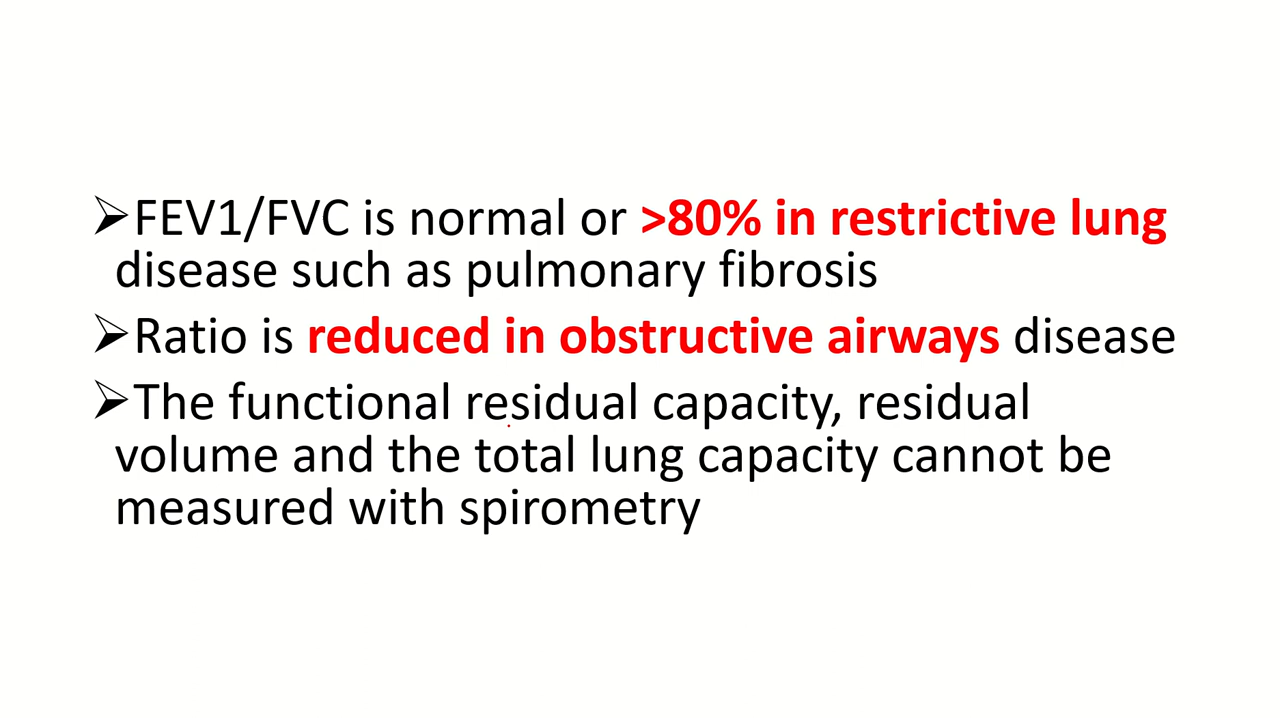 ➢FEV1/FVC is normal or >80% in restrictive lung
disease such as pulmonary fibrosis
➢Ratio is reduced in obstructive airways disease
➢The functional residual capacity, residual
volume and the total lung capacity cannot be
measured with spirometry